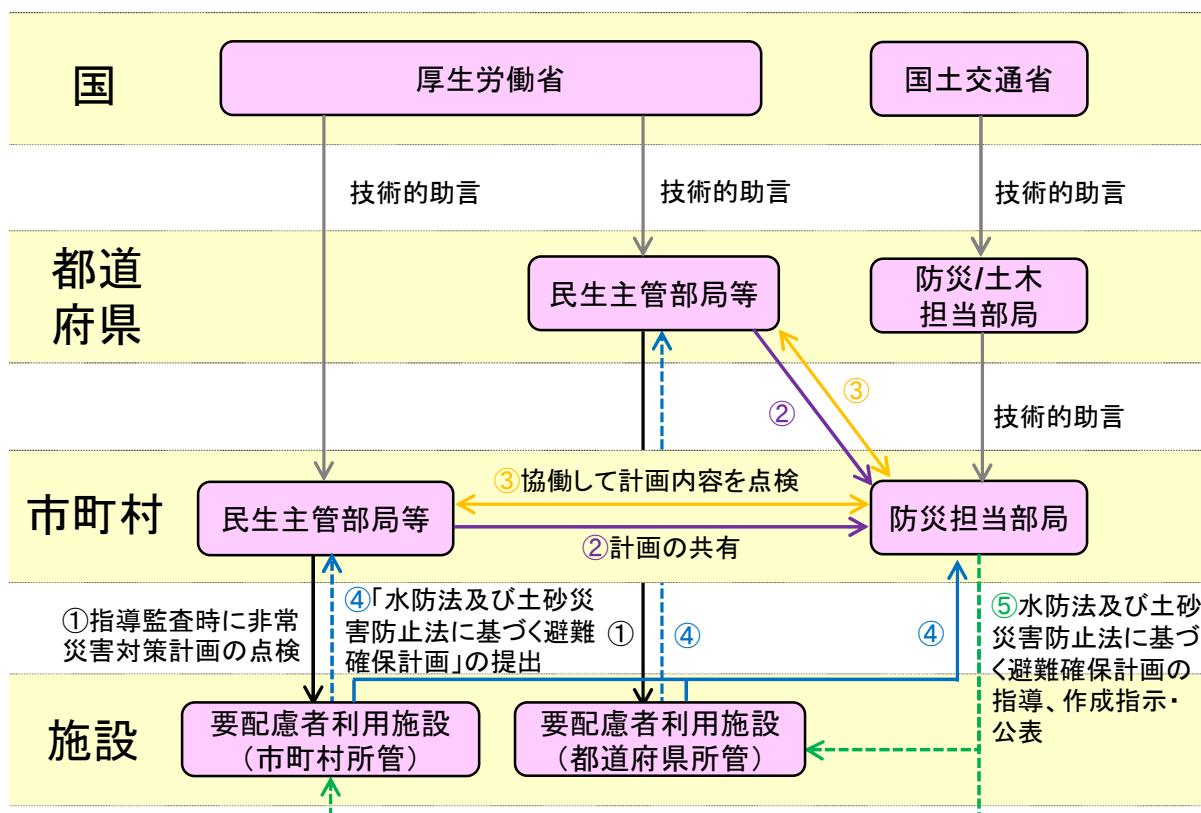 国
厚生労働省
国土交通省
技術的助言
技術的助言
技術的助言
都道
府県
民生主管部局等
防災/土木
担当部局
③
②
技術的助言
市町村
民生主管部局等
③協働して計画内容を点検
②計画の共有
防災担当部局
①指導監査時に非常
災害対策計画の点検
④「水防法及び土砂災
害防止法に基づく避難
確保計画」の提出
①
④
④
⑤水防法及び土砂
災害防止法に基づ
く避難確保計画の
指導、作成指示・
公表
施設
要配慮者利用施設
（市町村所管）
要配慮者利用施設
（都道府県所管）